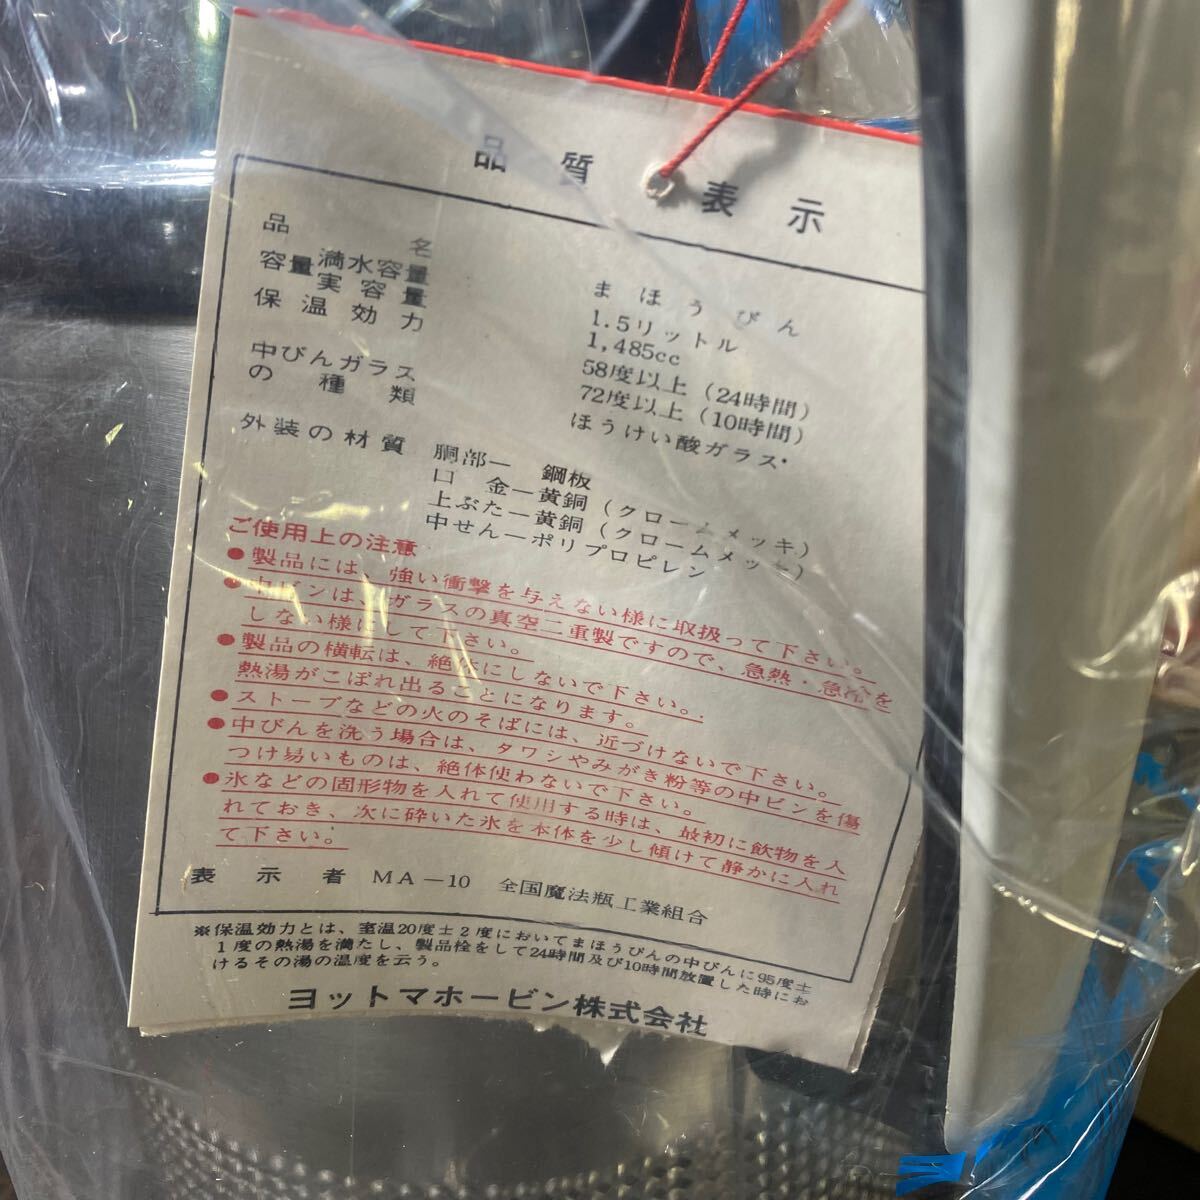 品質表示
品名 まほうびん
容量 満水容量 1.5リットル
実容量 1,485cc
保温効力 58度以上（24時間）
72度以上（10時間）
中びんガラスの種類 ほうけい酸ガラス
外装の材質 胴部ー 鋼板
口金ー黄銅（クロームメッキ）
上ぶたー黄銅（クロームメッキ）
中せんーポリプロピレン
ご使用上の注意
●製品には、強い衝撃を与えない様に取扱って下さい。
●中ビンは、ガラスの真空二重製ですので、急熱・急冷を
しない様にして下さい。
●製品の横転は、絶体にしないで下さい。
熱湯がこぼれ出ることになります。
●ストーブなどの火のそばには、近づけないで下さい。
●中びんを洗う場合は、タワシやみがき粉等の中ビンを傷
つけ易いものは、絶体使わないで下さい。
●氷などの固形物を入れて使用する時は、最初に飲物を入
れておき、次に砕いた氷を本体を少し傾けて静かに入れ
て下さい。
表示者 MA－10 全国魔法瓶工業組合
※保温効力とは、室温20度±2度においてまほうびんの中びんに95度±
1度の熱湯を満たし、製品栓をして24時間及び10時間放置した時にお
けるその湯の温度を云う。
ヨットマホービン株式会社